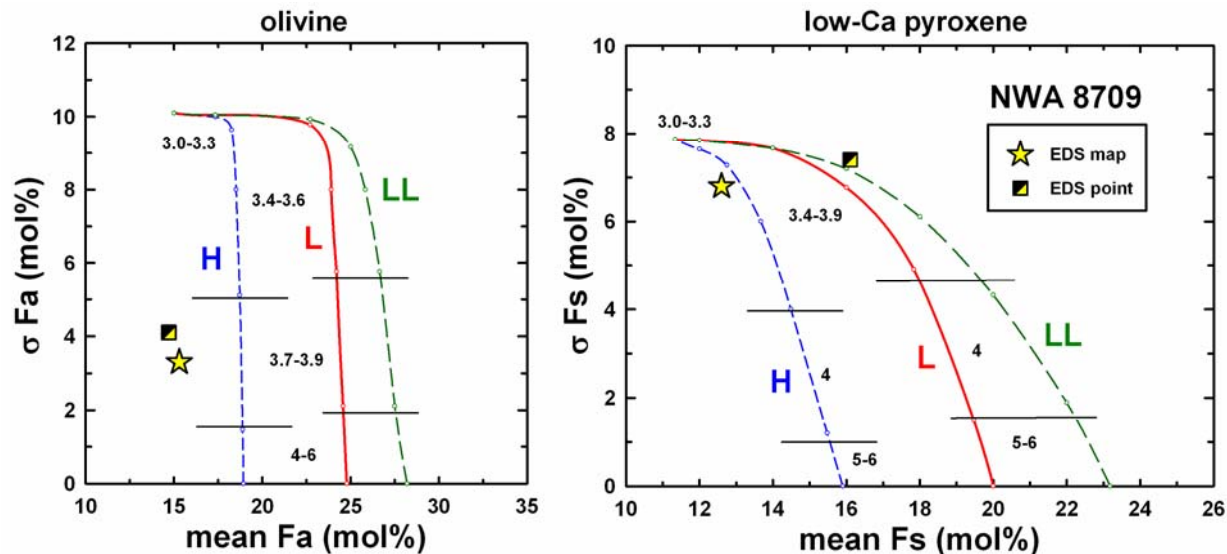 olivine
12
10
8
6
4
2
0
σ Fa (mol%)
3.0-3.3
3.4-3.6
LL
L
H
3.7-3.9
4-6
10 15 20 25 30 35
mean Fa (mol%)
low-Ca pyroxene
10
8
6
4
2
0
σ Fs (mol%)
3.0-3.3
NWA 8709
EDS map
EDS point
3.4-3.9
H
4
L
4
LL
5-6
5-6
10 12 14 16 18 20 22 24 26
mean Fs (mol%)